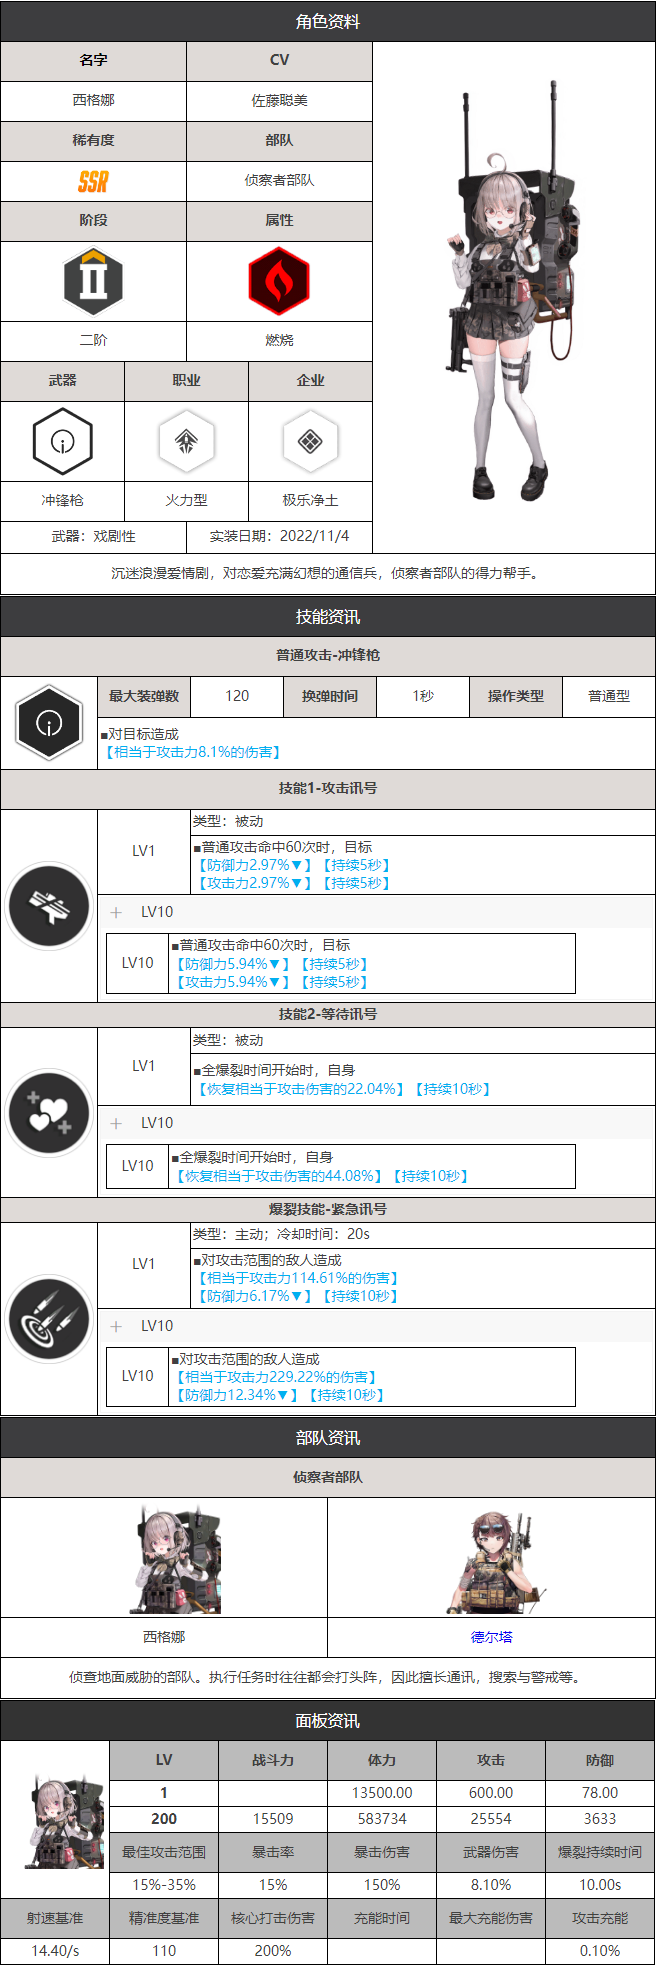 角色资料
名字
CV
西格娜
佐藤聪美
稀有度
部队
SSR
侦察者部队
阶段
属性
II
二阶
燃烧
武器
职业
企业
冲锋枪
火力型
极乐净土
武器：戏剧性
实装日期：2022/11/4
沉迷浪漫爱情剧，对恋爱充满幻想的通信兵，侦察者部队的得力帮手。
技能资讯
普通攻击-冲锋枪
最大装弹数
120
换弹时间
1秒
操作类型
普通型
■对目标造成
【相当于攻击力8.1%的伤害】
技能1-攻击讯号
LV1
类型：被动
■普通攻击命中60次时，目标
【防御力2.97%▼】【持续5秒】
【攻击力2.97%▼】【持续5秒】
+ LV10
LV10
■普通攻击命中60次时，目标
【防御力5.94%▼】【持续5秒】
【攻击力5.94%▼】【持续5秒】
技能2-等待讯号
LV1
类型：被动
■全爆裂时间开始时，自身
【恢复相当于攻击伤害的22.04%】【持续10秒】
+ LV10
LV10
■全爆裂时间开始时，自身
【恢复相当于攻击伤害的44.08%】【持续10秒】
爆裂技能-紧急讯号
LV1
类型：主动；冷却时间：20s
■对攻击范围的敌人造成
【相当于攻击力114.61%的伤害】
【防御力6.17%▼】【持续10秒】
+ LV10
LV10
■对攻击范围的敌人造成
【相当于攻击力229.22%的伤害】
【防御力12.34%▼】【持续10秒】
部队资讯
侦察者部队
西格娜
德尔塔
侦查地面威胁的部队。执行任务时往往都会打头阵，因此擅长通讯，搜索与警戒等。
面板资讯
LV
战斗力
体力
攻击
防御
1
13500.00
600.00
78.00
200
15509
583734
25554
3633
最佳攻击范围
暴击率
暴击伤害
武器伤害
爆裂持续时间
15%-35%
15%
150%
8.10%
10.00s
射速基准
精准度基准
核心打击伤害
充能时间
最大充能伤害
攻击充能
14.40/s
110
200%
0.10%